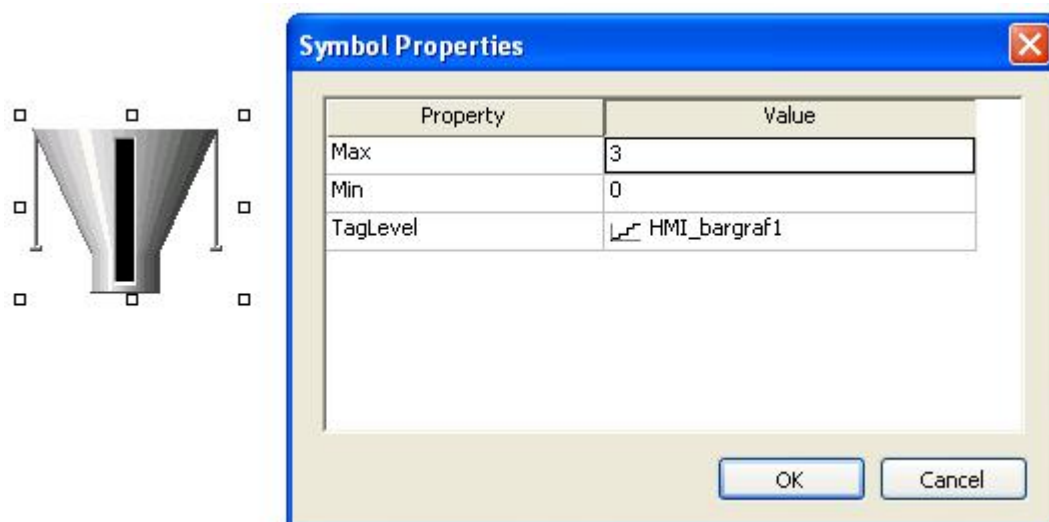 Symbol Properties
Property Value
Max 3
Min 0
TagLevel HMI_bargraf1
OK Cancel